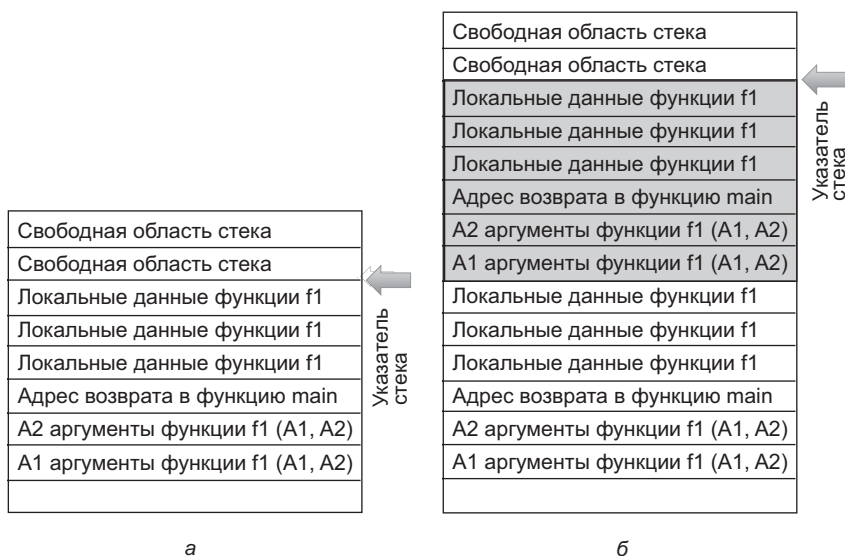 Свободная область стека
Свободная область стека
Локальные данные функции f1
Локальные данные функции f1
Локальные данные функции f1
Адрес возврата в функцию main
A2 аргументы функции f1 (A1, A2)
A1 аргументы функции f1 (A1, A2)
Указатель
стека
а
Свободная область стека
Свободная область стека
Локальные данные функции f1
Локальные данные функции f1
Локальные данные функции f1
Адрес возврата в функцию main
A2 аргументы функции f1 (A1, A2)
A1 аргументы функции f1 (A1, A2)
Локальные данные функции f1
Локальные данные функции f1
Локальные данные функции f1
Адрес возврата в функцию main
A2 аргументы функции f1 (A1, A2)
A1 аргументы функции f1 (A1, A2)
Указатель
стека
б